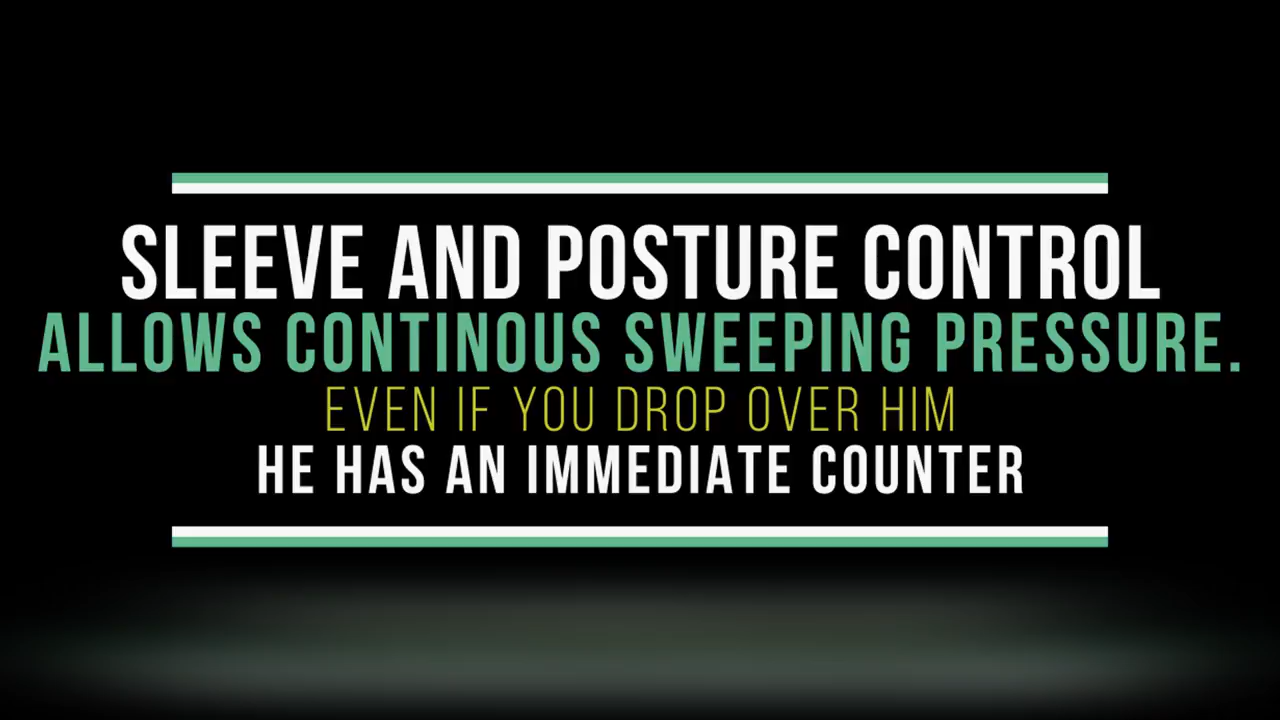 SLEEVE AND POSTURE CONTROL
ALLOWS CONTINOUS SWEEPING PRESSURE.
EVEN IF YOU DROP OVER HIM
HE HAS AN IMMEDIATE COUNTER